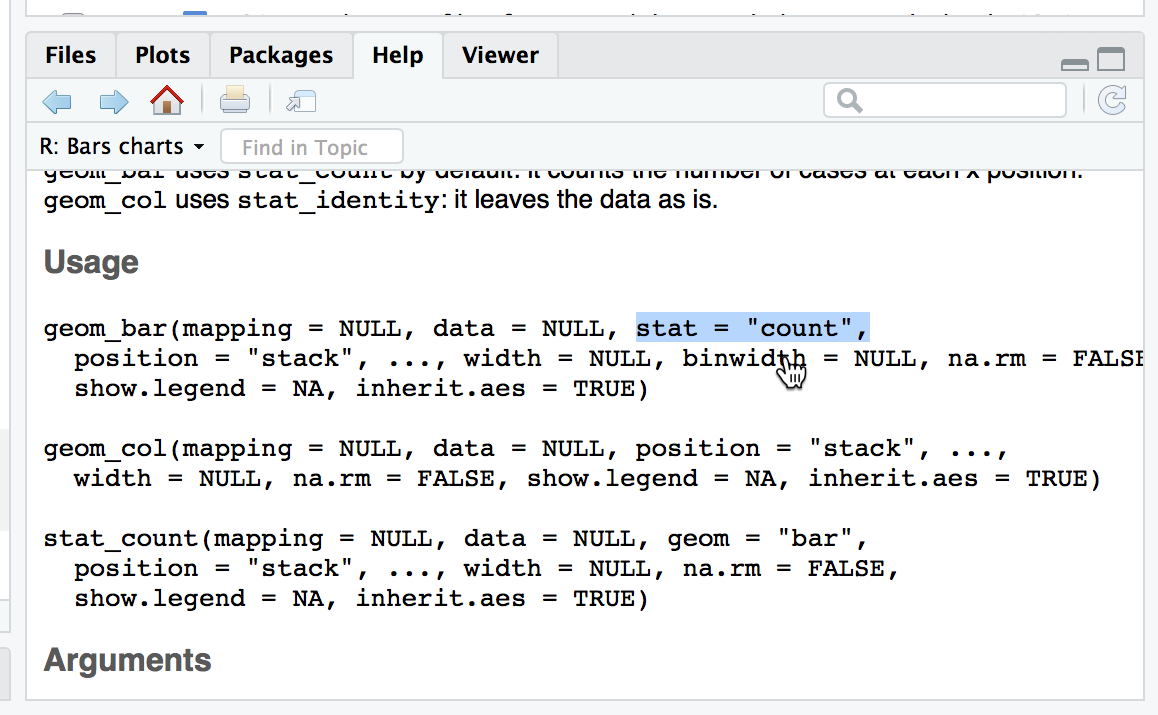 Files Plots Packages Help Viewer
R: Bars charts Find in Topic
geom_bar uses stat_count by default: it counts the number of cases at each x position.
geom_col uses stat_identity: it leaves the data as is.
Usage
geom_bar(mapping = NULL, data = NULL, stat = "count",
position = "stack", ..., width = NULL, binwidth = NULL, na.rm = FALSE
show.legend = NA, inherit.aes = TRUE)
geom_col(mapping = NULL, data = NULL, position = "stack", ...,
width = NULL, na.rm = FALSE, show.legend = NA, inherit.aes = TRUE)
stat_count(mapping = NULL, data = NULL, geom = "bar",
position = "stack", ..., width = NULL, na.rm = FALSE,
show.legend = NA, inherit.aes = TRUE)
Arguments